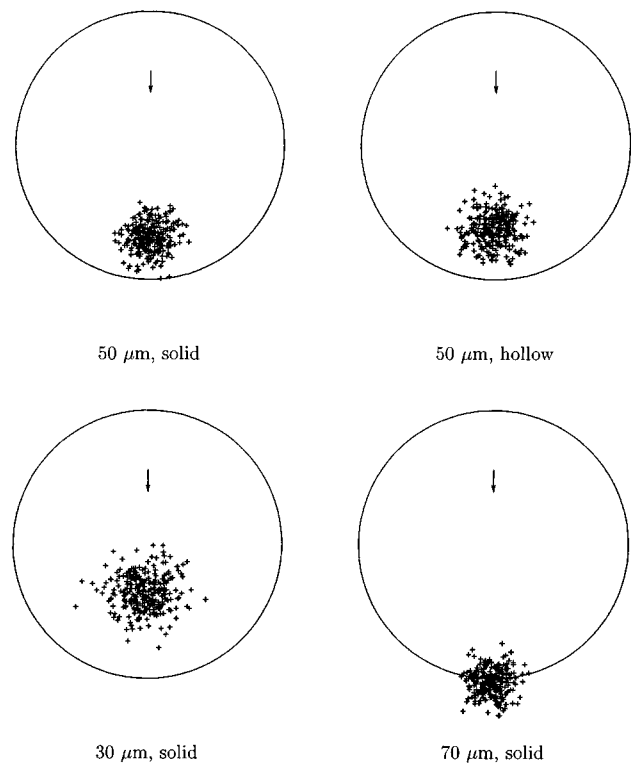 50 μm, solid
50 μm, hollow
30 μm, solid
70 μm, solid